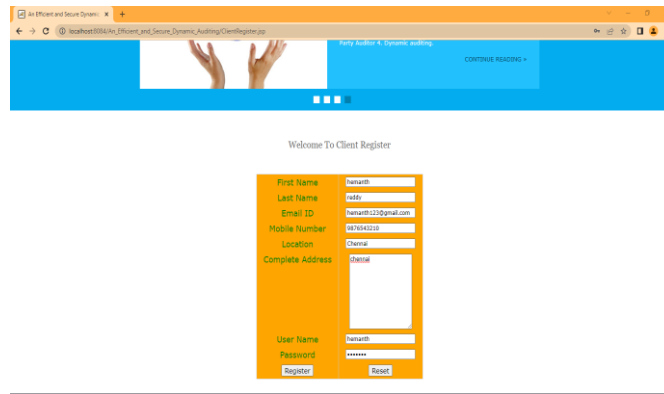 An Efficient and Secure Dynamic
localhost:8084/An_Efficient_and_Secure_Dynamic_Auditing/ClientRegister.jsp
Party Auditor 4. Dynamic auditing.
CONTINUE READING »
Welcome To Client Register
First Name hemanth
Last Name reddy
Email ID hemanth123@gmail.com
Mobile Number 9876543210
Location Chennai
Complete Address chennai
User Name hemanth
Password •••••••
Register Reset